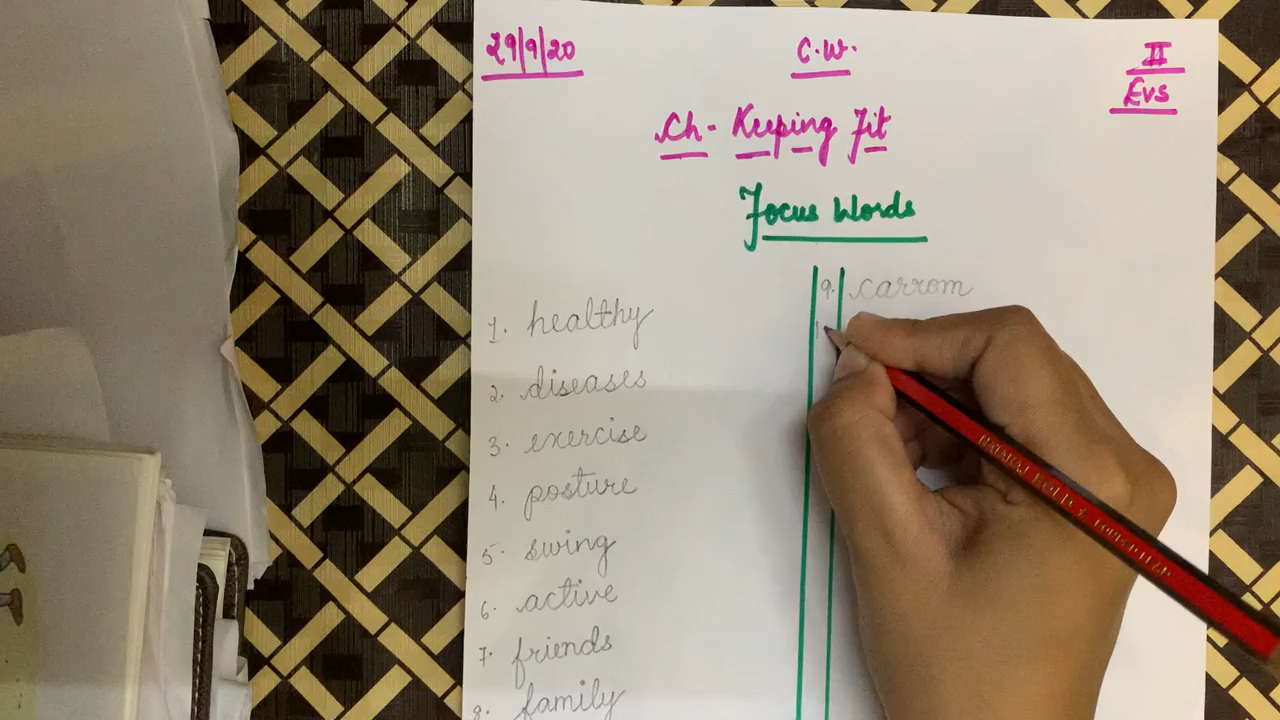 29/9/20 C.W. II
Evs
Ch- Keeping Fit
Focus Words
1. healthy
2. diseases
3. exercise
4. posture
5. swing
6. active
7. friends
8. family
9. carrom
1